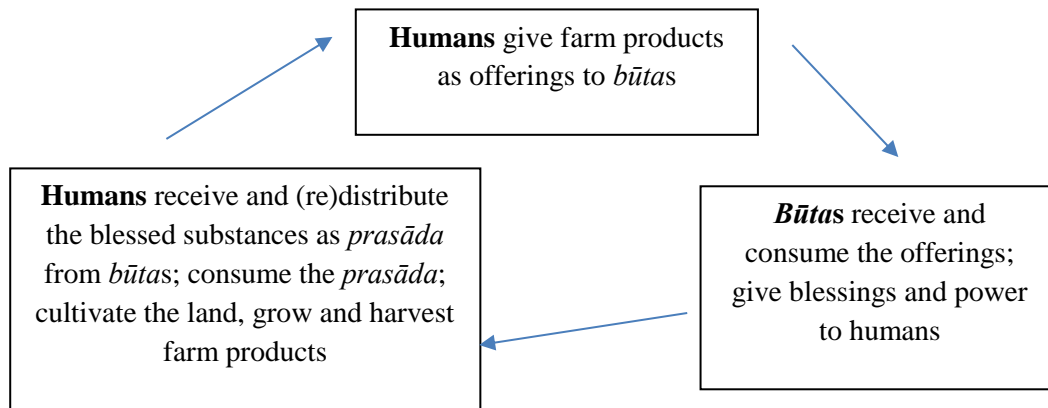 Humans give farm products
as offerings to būtas
Humans receive and (re)distribute
the blessed substances as prasāda
from būtas; consume the prasāda;
cultivate the land, grow and harvest
farm products
Būtas receive and
consume the offerings;
give blessings and power
to humans